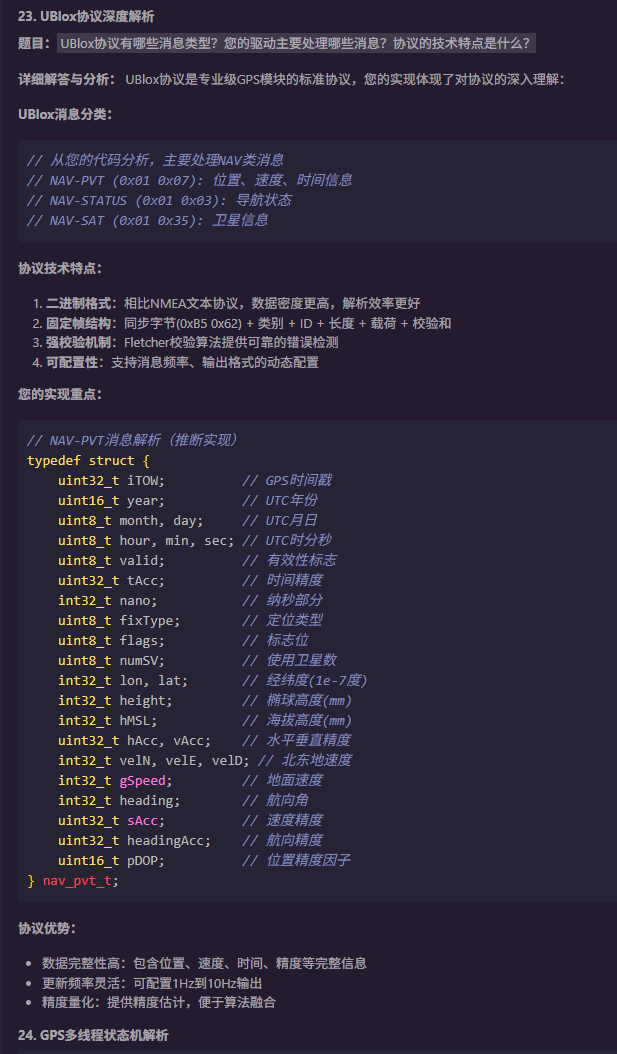 23. UBlox协议深度解析
题目： UBlox协议有哪些消息类型？您的驱动主要处理哪些消息？协议的技术特点是什么？
详细解答与分析： UBlox协议是专业级GPS模块的标准协议，您的实现体现了对协议的深入理解：
UBlox消息分类：
// 从您的代码分析，主要处理NAV类消息
// NAV-PVT (0x01 0x07): 位置、速度、时间信息
// NAV-STATUS (0x01 0x03): 导航状态
// NAV-SAT (0x01 0x35): 卫星信息
协议技术特点：
1. 二进制格式：相比NMEA文本协议，数据密度更高，解析效率更好
2. 固定帧结构：同步字节(0xB5 0x62) + 类别 + ID + 长度 + 载荷 + 校验和
3. 强校验机制：Fletcher校验算法提供可靠的错误检测
4. 可配置性：支持消息频率、输出格式的动态配置
您的实现重点：
// NAV-PVT消息解析（推断实现）
typedef struct {
    uint32_t iTOW;          // GPS时间戳
    uint16_t year;          // UTC年份
    uint8_t month, day;     // UTC月日
    uint8_t hour, min, sec; // UTC时分秒
    uint8_t valid;          // 有效性标志
    uint32_t tAcc;          // 时间精度
    int32_t nano;           // 纳秒部分
    uint8_t fixType;        // 定位类型
    uint8_t flags;          // 标志位
    uint8_t numSV;          // 使用卫星数
    int32_t lon, lat;       // 经纬度(1e-7度)
    int32_t height;         // 椭球高度(mm)
    int32_t hMSL;           // 海拔高度(mm)
    uint32_t hAcc, vAcc;    // 水平垂直精度
    int32_t velN, velE, velD; // 北东地速度
    int32_t gSpeed;         // 地面速度
    int32_t heading;        // 航向角
    uint32_t sAcc;          // 速度精度
    uint32_t headingAcc;    // 航向精度
    uint16_t pDOP;          // 位置精度因子
} nav_pvt_t;
协议优势：
• 数据完整性高：包含位置、速度、时间、精度等完整信息
• 更新频率灵活：可配置1Hz到10Hz输出
• 精度量化：提供精度估计，便于算法融合
24. GPS多线程状态机解析